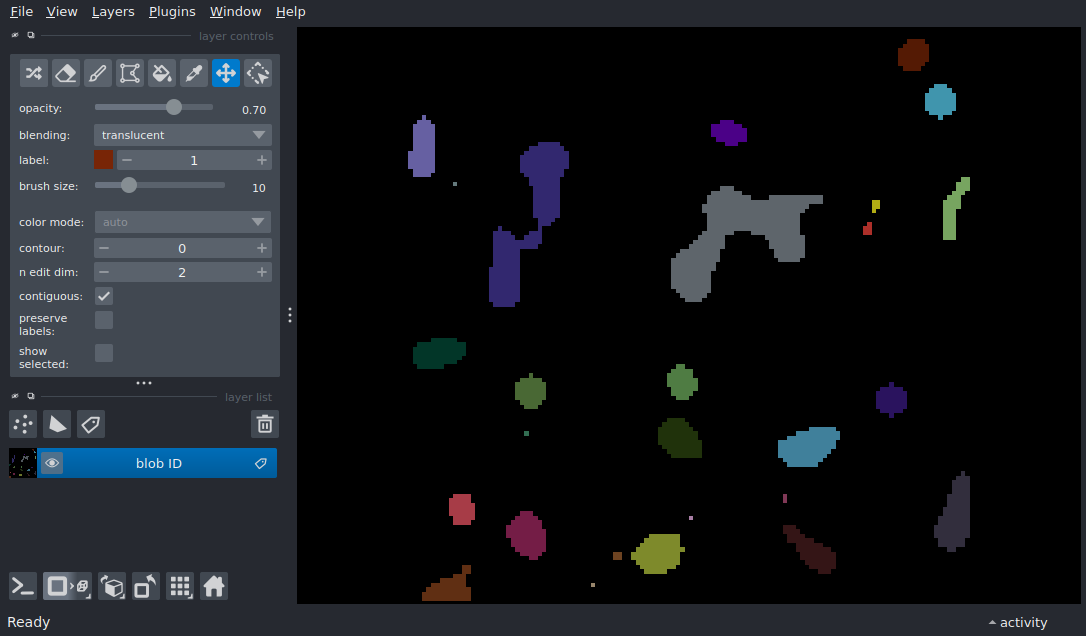 File View Layers Plugins Window Help
layer controls
opacity: 0.70
blending: translucent
label: 1
brush size: 10
color mode: auto
contour: 0
n edit dim: 2
contiguous:
preserve
labels:
show
selected:
layer list
blob ID
Ready activity